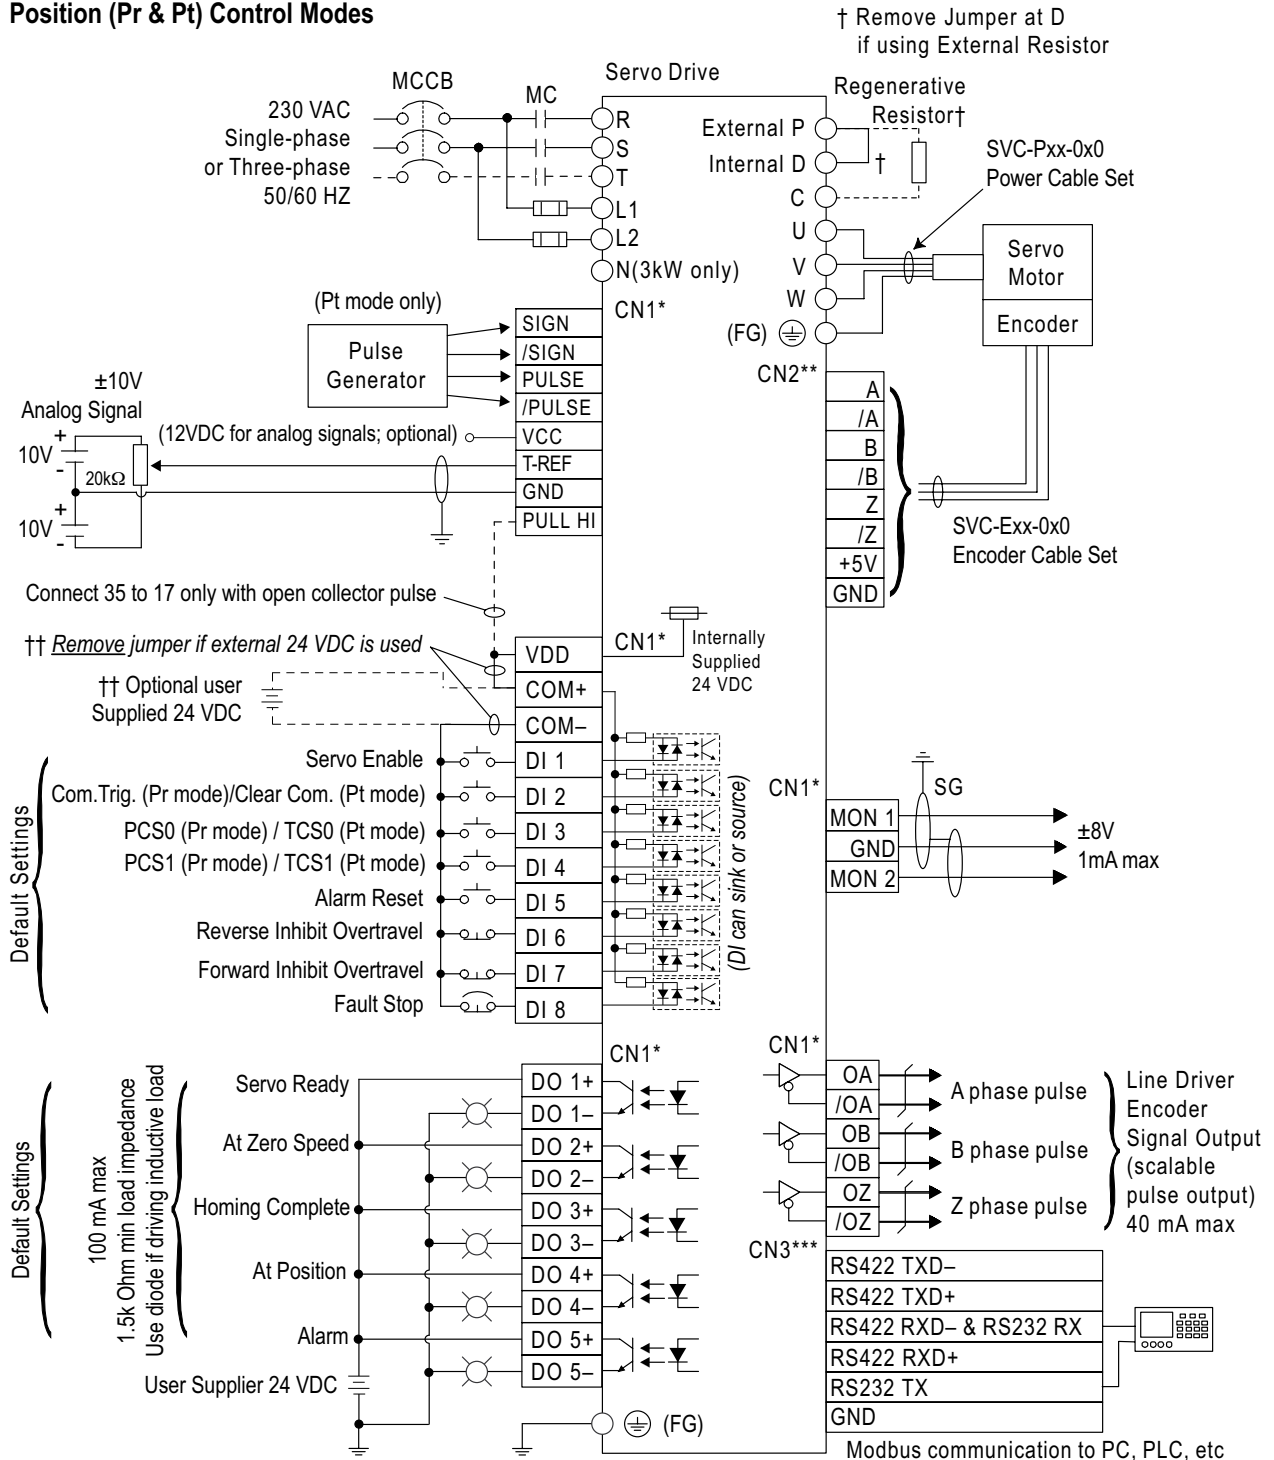 Position (Pr & Pt) Control Modes
† Remove Jumper at D
if using External Resistor
MCCB
MC
Servo Drive
230 VAC
Single-phase
or Three-phase
50/60 HZ
R
S
T
L1
L2
N(3kW only)
External P
Internal D
C
U
V
W
(FG)
Regenerative
Resistor†
†
SVC-Pxx-0x0
Power Cable Set
Servo
Motor
Encoder
(Pt mode only)
Pulse
Generator
CN1*
SIGN
/SIGN
PULSE
/PULSE
VCC
T-REF
GND
PULL HI
±10V
Analog Signal
+
10V
-
20kΩ
+
10V
-
(12VDC for analog signals; optional)
CN2**
A
/A
B
/B
Z
/Z
+5V
GND
SVC-Exx-0x0
Encoder Cable Set
Connect 35 to 17 only with open collector pulse
†† Remove jumper if external 24 VDC is used
†† Optional user
Supplied 24 VDC
CN1*
Internally
Supplied
24 VDC
VDD
COM+
COM–
DI 1
DI 2
DI 3
DI 4
DI 5
DI 6
DI 7
DI 8
Default Settings
Servo Enable
Com.Trig. (Pr mode)/Clear Com. (Pt mode)
PCS0 (Pr mode) / TCS0 (Pt mode)
PCS1 (Pr mode) / TCS1 (Pt mode)
Alarm Reset
Reverse Inhibit Overtravel
Forward Inhibit Overtravel
Fault Stop
(DI can sink or source)
CN1*
SG
MON 1
GND
MON 2
±8V
1mA max
Default Settings
100 mA max
1.5k Ohm min load impedance
Use diode if driving inductive load
Servo Ready
At Zero Speed
Homing Complete
At Position
Alarm
User Supplier 24 VDC
CN1*
DO 1+
DO 1–
DO 2+
DO 2–
DO 3+
DO 3–
DO 4+
DO 4–
DO 5+
DO 5–
(FG)
CN1*
OA
/OA
OB
/OB
OZ
/OZ
A phase pulse
B phase pulse
Z phase pulse
Line Driver
Encoder
Signal Output
(scalable
pulse output)
40 mA max
CN3***
RS422 TXD–
RS422 TXD+
RS422 RXD– & RS232 RX
RS422 RXD+
RS232 TX
GND
Modbus communication to PC, PLC, etc